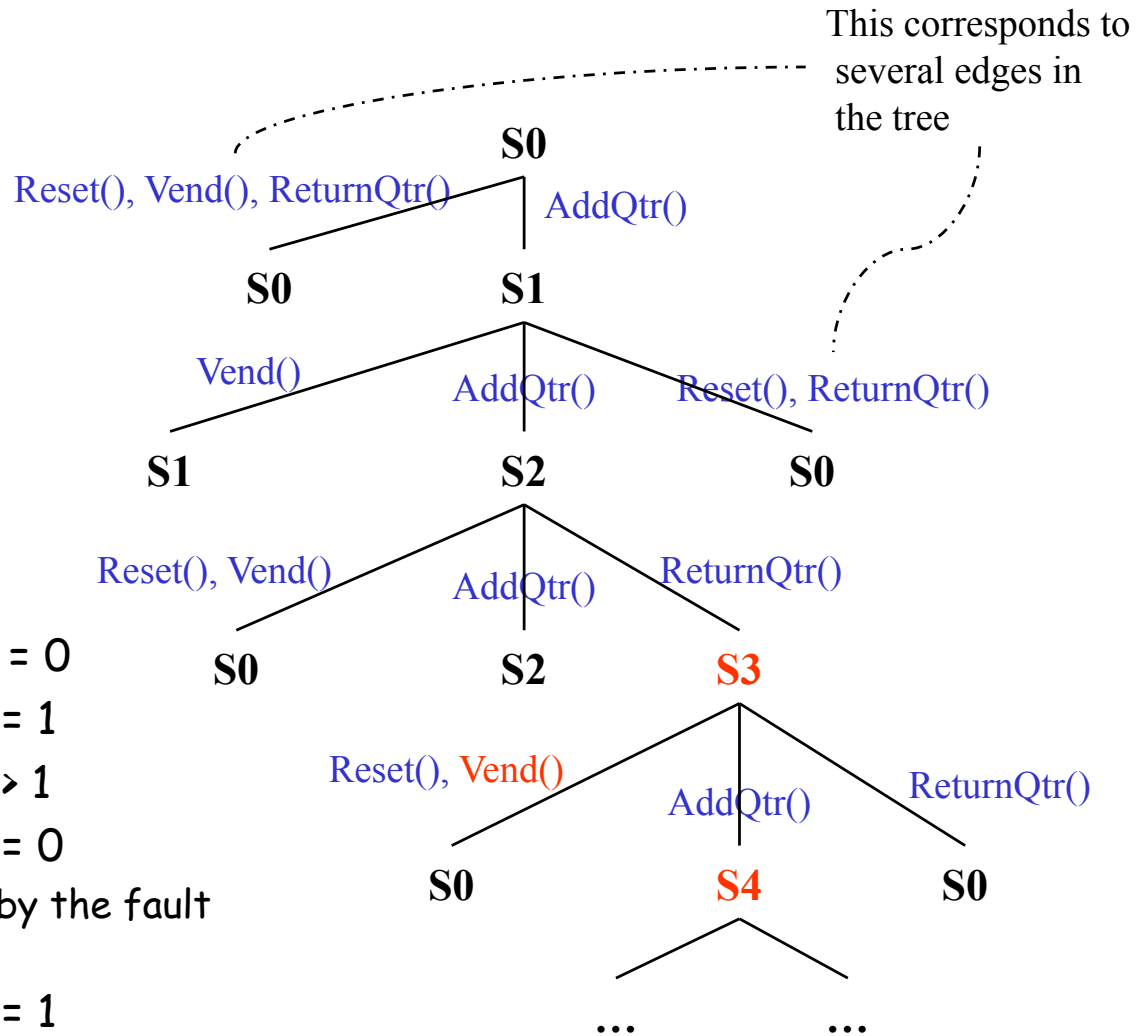 This corresponds to
several edges in
the tree
S0
Reset(), Vend(), ReturnQtr()
AddQtr()
S0
S1
Vend()
AddQtr()
Reset(), ReturnQtr()
S1
S2
S0
Reset(), Vend()
AddQtr()
ReturnQtr()
S0
S2
S3
Reset(), Vend()
AddQtr()
ReturnQtr()
S0
S4
S0
...
...
= 0
= 1
> 1
= 0
by the fault
= 1